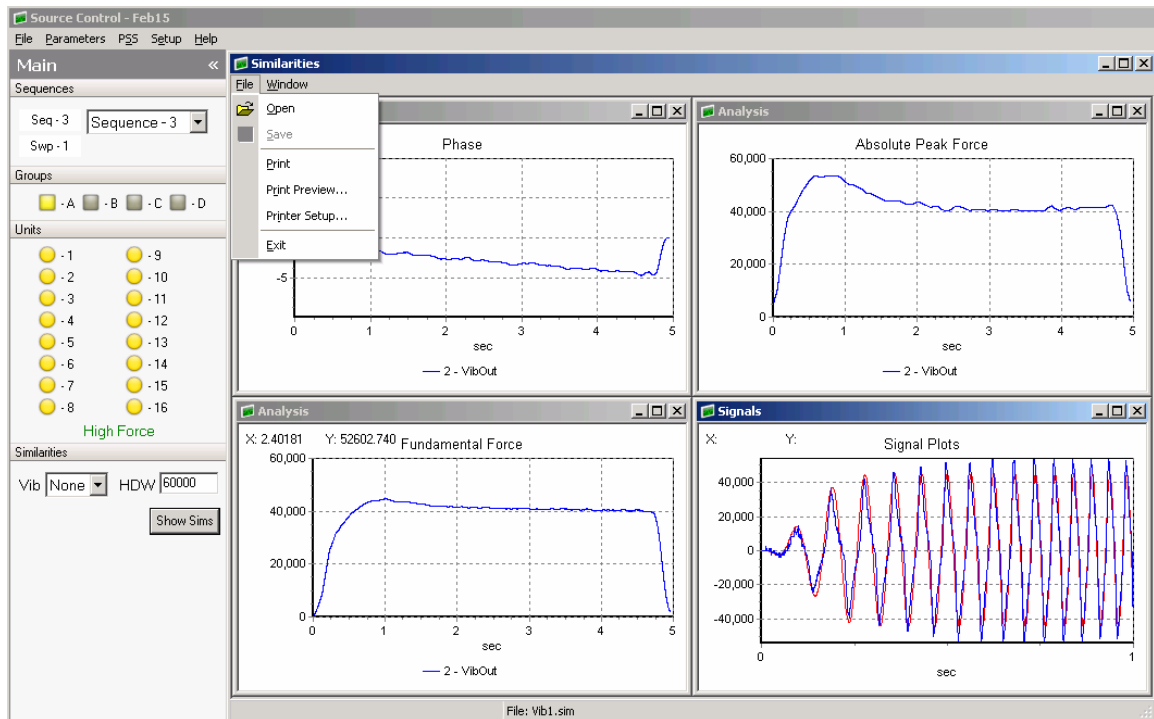 Source Control - Feb15
File Parameters PSS Setup Help
Main «
Sequences
Seq - 3 Sequence - 3
Swp - 1
Groups
- A - B - C - D
Units
- 1 - 9
- 2 - 10
- 3 - 11
- 4 - 12
- 5 - 13
- 6 - 14
- 7 - 15
- 8 - 16
High Force
Similarities
Vib None HDW 60000
Show Sims
Similarities
File Window
Open
Save
Print
Print Preview...
Printer Setup...
Exit
Phase
-5
0 1 2 3 4 5
sec
2 - VibOut
Analysis
Absolute Peak Force
60,000
40,000
20,000
0
0 1 2 3 4 5
sec
2 - VibOut
Analysis
X: 2.40181 Y: 52602.740 Fundamental Force
60,000
40,000
20,000
0
0 1 2 3 4 5
sec
2 - VibOut
Signals
X: Y: Signal Plots
40,000
20,000
0
-20,000
-40,000
0 1
sec
File: Vib1.sim